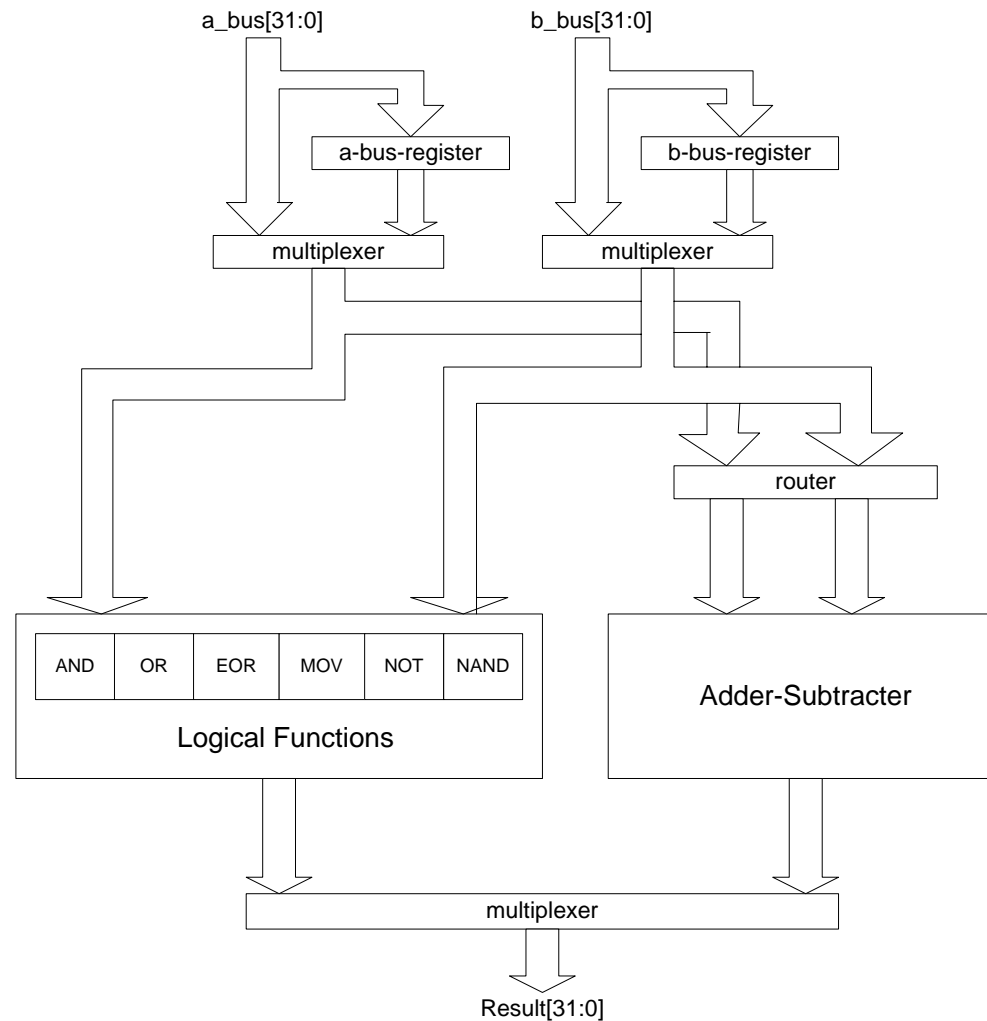 a_bus[31:0]
b_bus[31:0]
a-bus-register
b-bus-register
multiplexer
multiplexer
router
AND
OR
EOR
MOV
NOT
NAND
Logical Functions
Adder-Subtracter
multiplexer
Result[31:0]